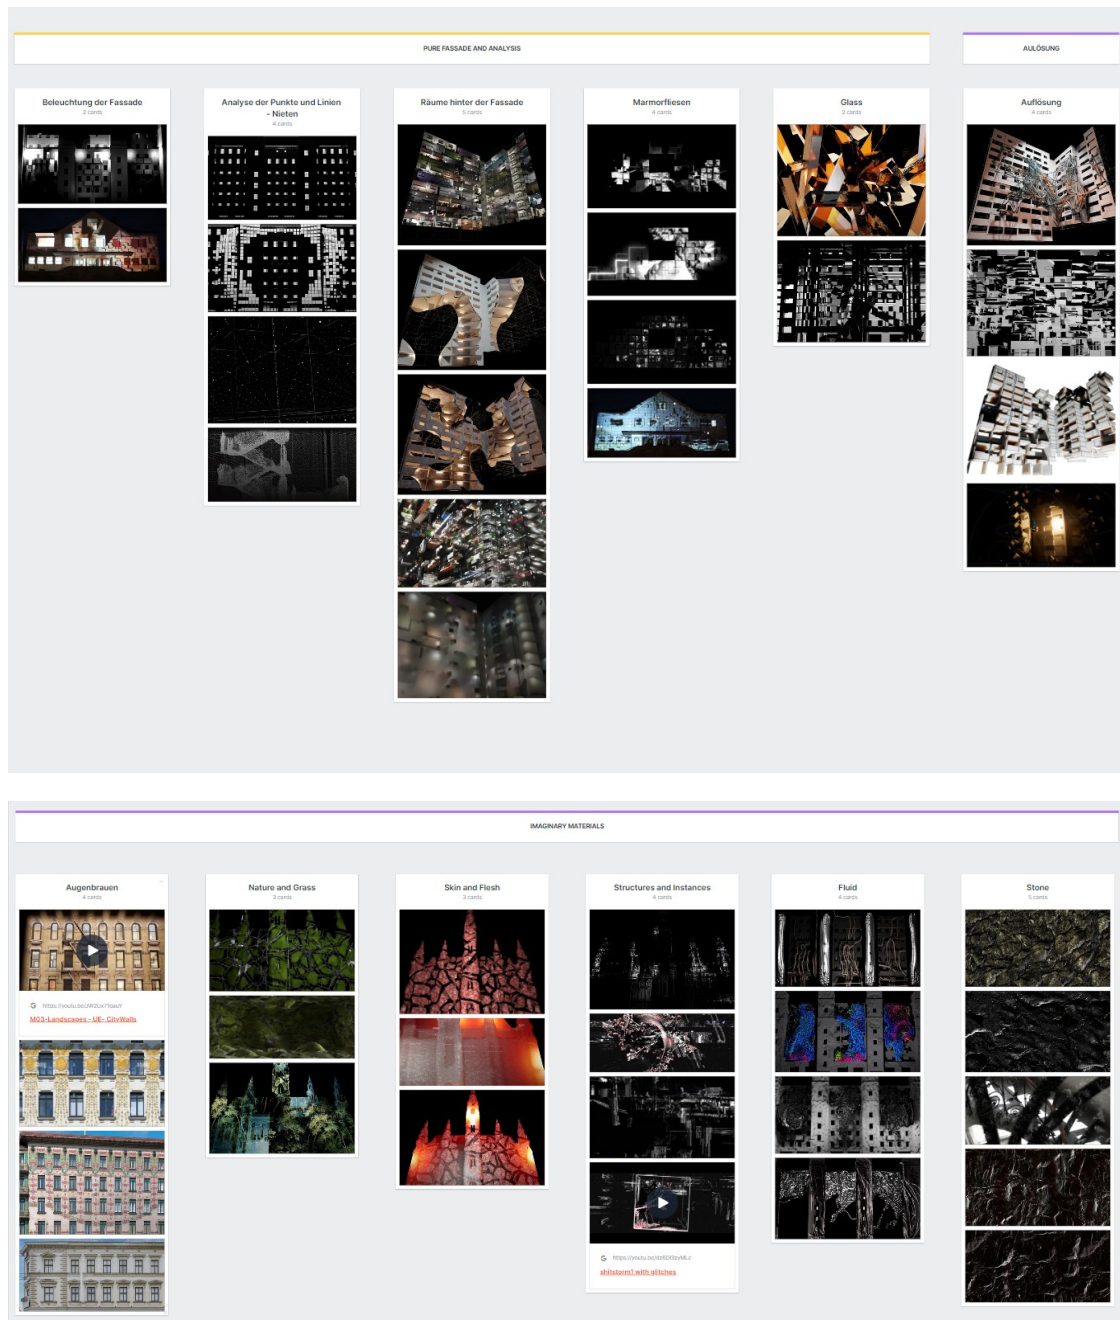 PURE FASSADE AND ANALYSIS
AULÖSUNG
Beleuchtung der Fassade
2 cards
Analyse der Punkte und Linien
- Nieten
4 cards
Räume hinter der Fassade
5 cards
Marmorfliesen
4 cards
Glass
2 cards
Auflösung
4 cards
IMAGINARY MATERIALS
Augenbrauen
4 cards
M03-Landscapes - UE- CityWalls
Nature and Grass
3 cards
Skin and Flesh
3 cards
Structures and Instances
4 cards
shitstorm1 with glitches
Fluid
4 cards
Stone
5 cards